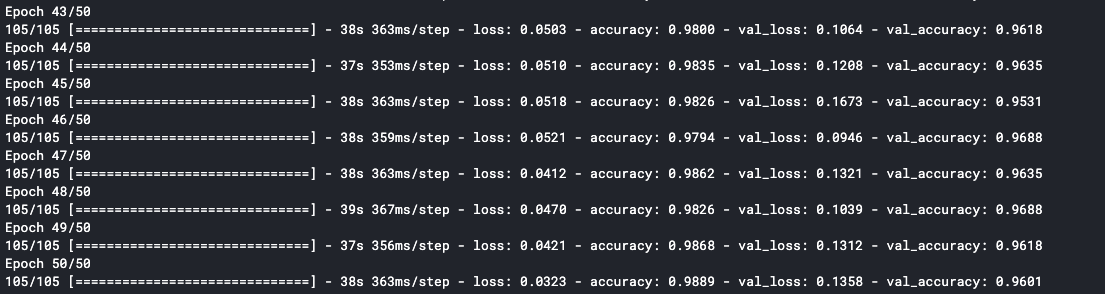 Epoch 43/50
105/105 [==============================] - 38s 363ms/step - loss: 0.0503 - accuracy: 0.9800 - val_loss: 0.1064 - val_accuracy: 0.9618
Epoch 44/50
105/105 [==============================] - 37s 353ms/step - loss: 0.0510 - accuracy: 0.9835 - val_loss: 0.1208 - val_accuracy: 0.9635
Epoch 45/50
105/105 [==============================] - 38s 363ms/step - loss: 0.0518 - accuracy: 0.9826 - val_loss: 0.1673 - val_accuracy: 0.9531
Epoch 46/50
105/105 [==============================] - 38s 359ms/step - loss: 0.0521 - accuracy: 0.9794 - val_loss: 0.0946 - val_accuracy: 0.9688
Epoch 47/50
105/105 [==============================] - 38s 363ms/step - loss: 0.0412 - accuracy: 0.9862 - val_loss: 0.1321 - val_accuracy: 0.9635
Epoch 48/50
105/105 [==============================] - 39s 367ms/step - loss: 0.0470 - accuracy: 0.9826 - val_loss: 0.1039 - val_accuracy: 0.9688
Epoch 49/50
105/105 [==============================] - 37s 356ms/step - loss: 0.0421 - accuracy: 0.9868 - val_loss: 0.1312 - val_accuracy: 0.9618
Epoch 50/50
105/105 [==============================] - 38s 363ms/step - loss: 0.0323 - accuracy: 0.9889 - val_loss: 0.1358 - val_accuracy: 0.9601